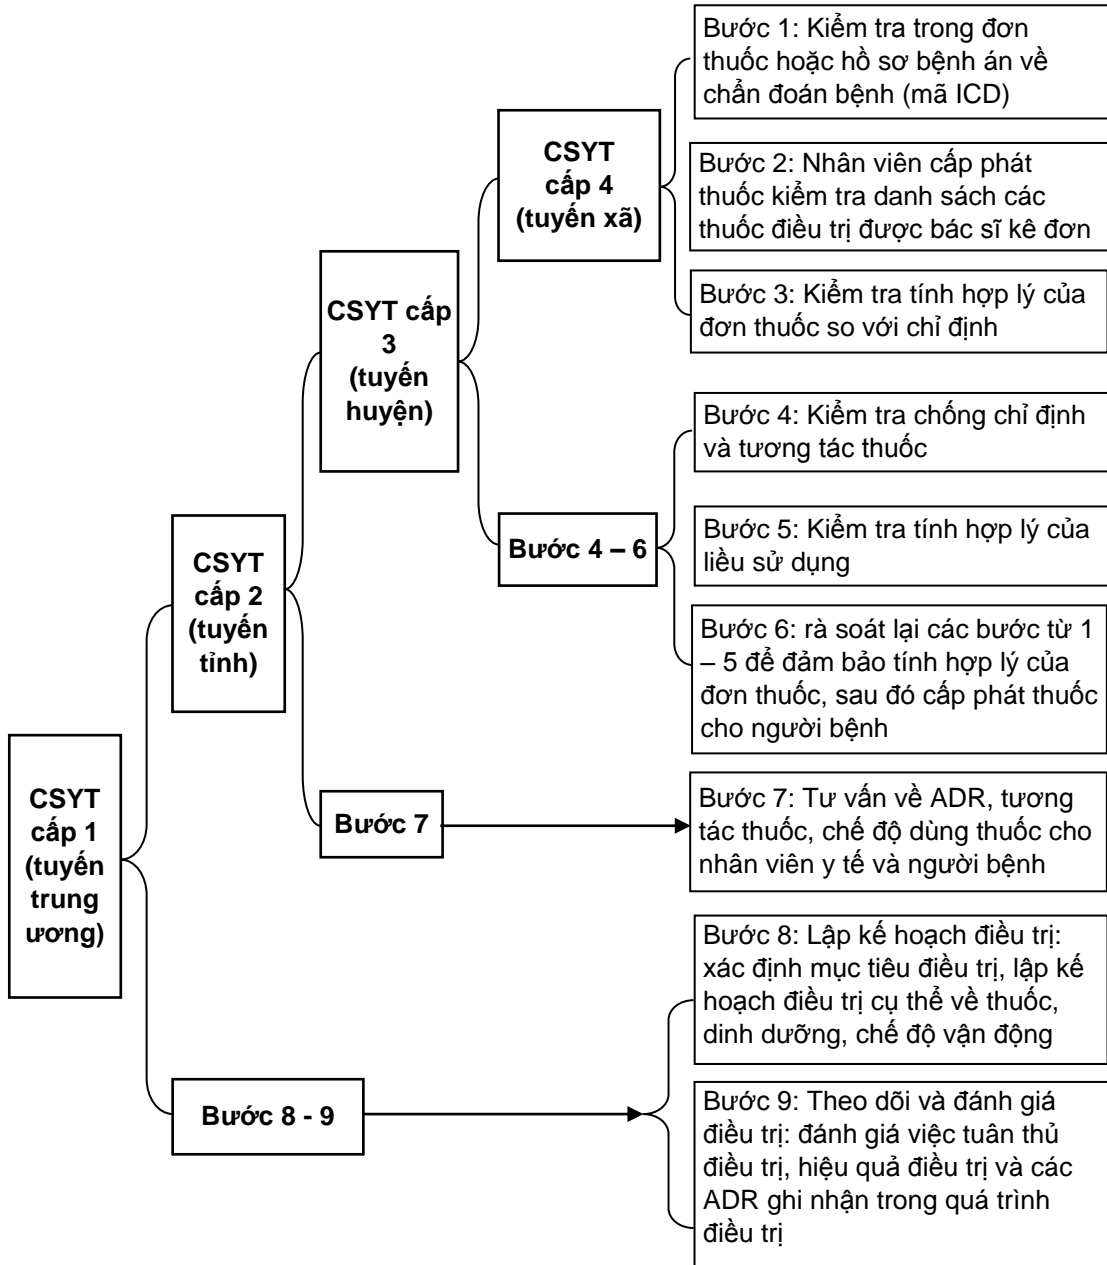 Bước 1: Kiểm tra trong đơn
thuốc hoặc hồ sơ bệnh án về
chẩn đoán bệnh (mã ICD)
CSYT
cấp 4
(tuyến xã)
Bước 2: Nhân viên cấp phát
thuốc kiểm tra danh sách các
thuốc điều trị được bác sĩ kê đơn
Bước 3: Kiểm tra tính hợp lý của
đơn thuốc so với chỉ định
CSYT cấp
3
(tuyến
huyện)
Bước 4: Kiểm tra chống chỉ định
và tương tác thuốc
Bước 4 – 6
Bước 5: Kiểm tra tính hợp lý của
liều sử dụng
Bước 6: rà soát lại các bước từ 1
– 5 để đảm bảo tính hợp lý của
đơn thuốc, sau đó cấp phát thuốc
cho người bệnh
CSYT
cấp 2
(tuyến
tỉnh)
Bước 7
Bước 7: Tư vấn về ADR, tương
tác thuốc, chế độ dùng thuốc cho
nhân viên y tế và người bệnh
CSYT
cấp 1
(tuyến
trung
ương)
Bước 8: Lập kế hoạch điều trị:
xác định mục tiêu điều trị, lập kế
hoạch điều trị cụ thể về thuốc,
dinh dưỡng, chế độ vận động
Bước 8 - 9
Bước 9: Theo dõi và đánh giá
điều trị: đánh giá việc tuân thủ
điều trị, hiệu quả điều trị và các
ADR ghi nhận trong quá trình
điều trị